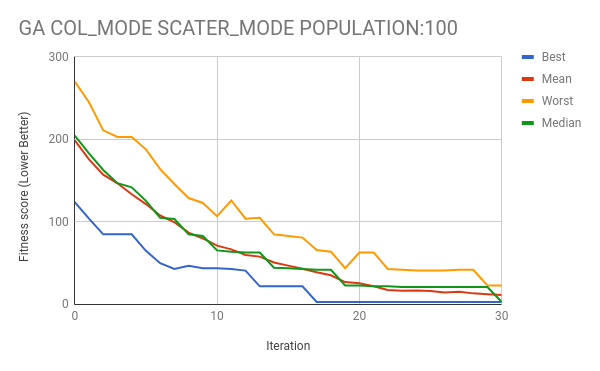 GA COL_MODE SCATER_MODE POPULATION:100
Fitness score (Lower Better)
300
200
100
0
0
10
20
30
Iteration
Best
Mean
Worst
Median